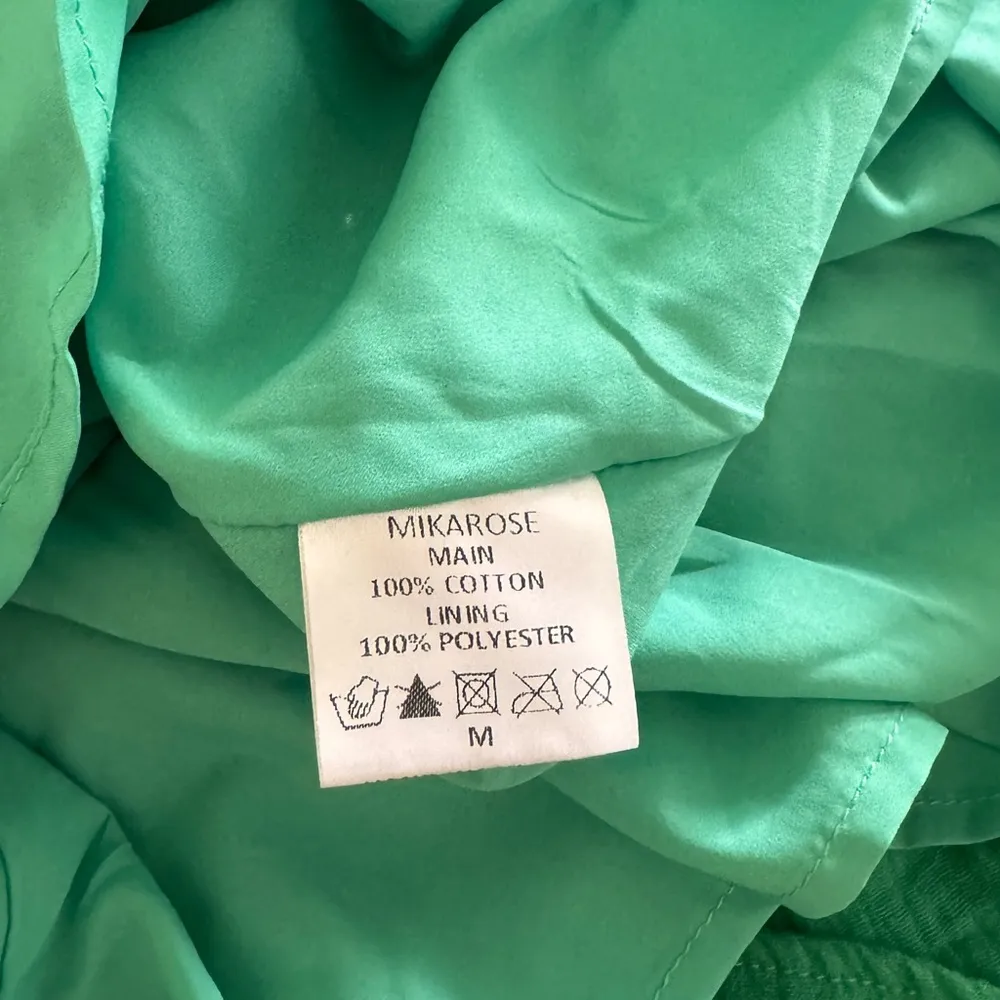 MIKAROSE
MAIN
100% COTTON
LINING
100% POLYESTER
M